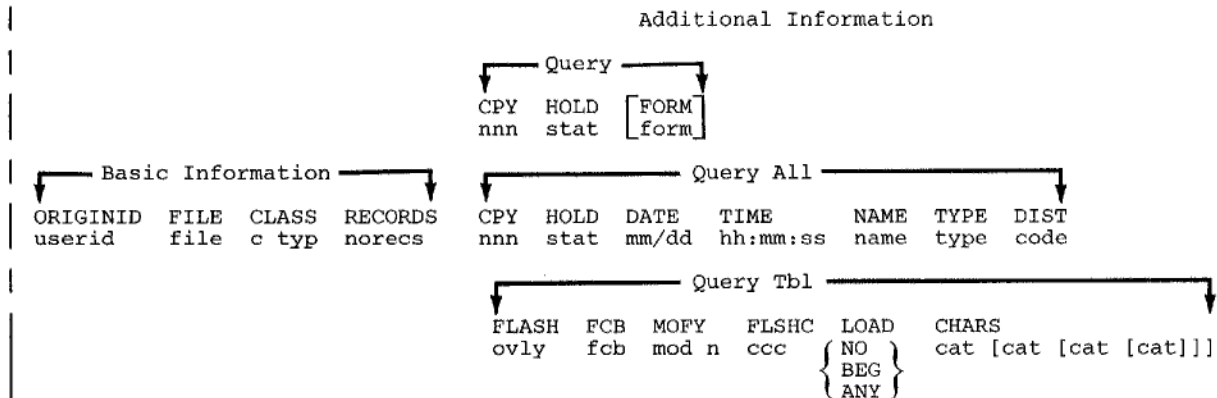 Additional Information
Query
CPY HOLD [FORM]
nnn stat [form]
Basic Information
Query All
ORIGINID FILE CLASS RECORDS CPY HOLD DATE TIME NAME TYPE DIST
userid file c typ norecs nnn stat mm/dd hh:mm:ss name type code
Query Tbl
FLASH FCB MOFY FLSHC LOAD CHARS
ovly fcb mod n ccc { NO } cat [cat [cat [cat]]]
BEG
ANY